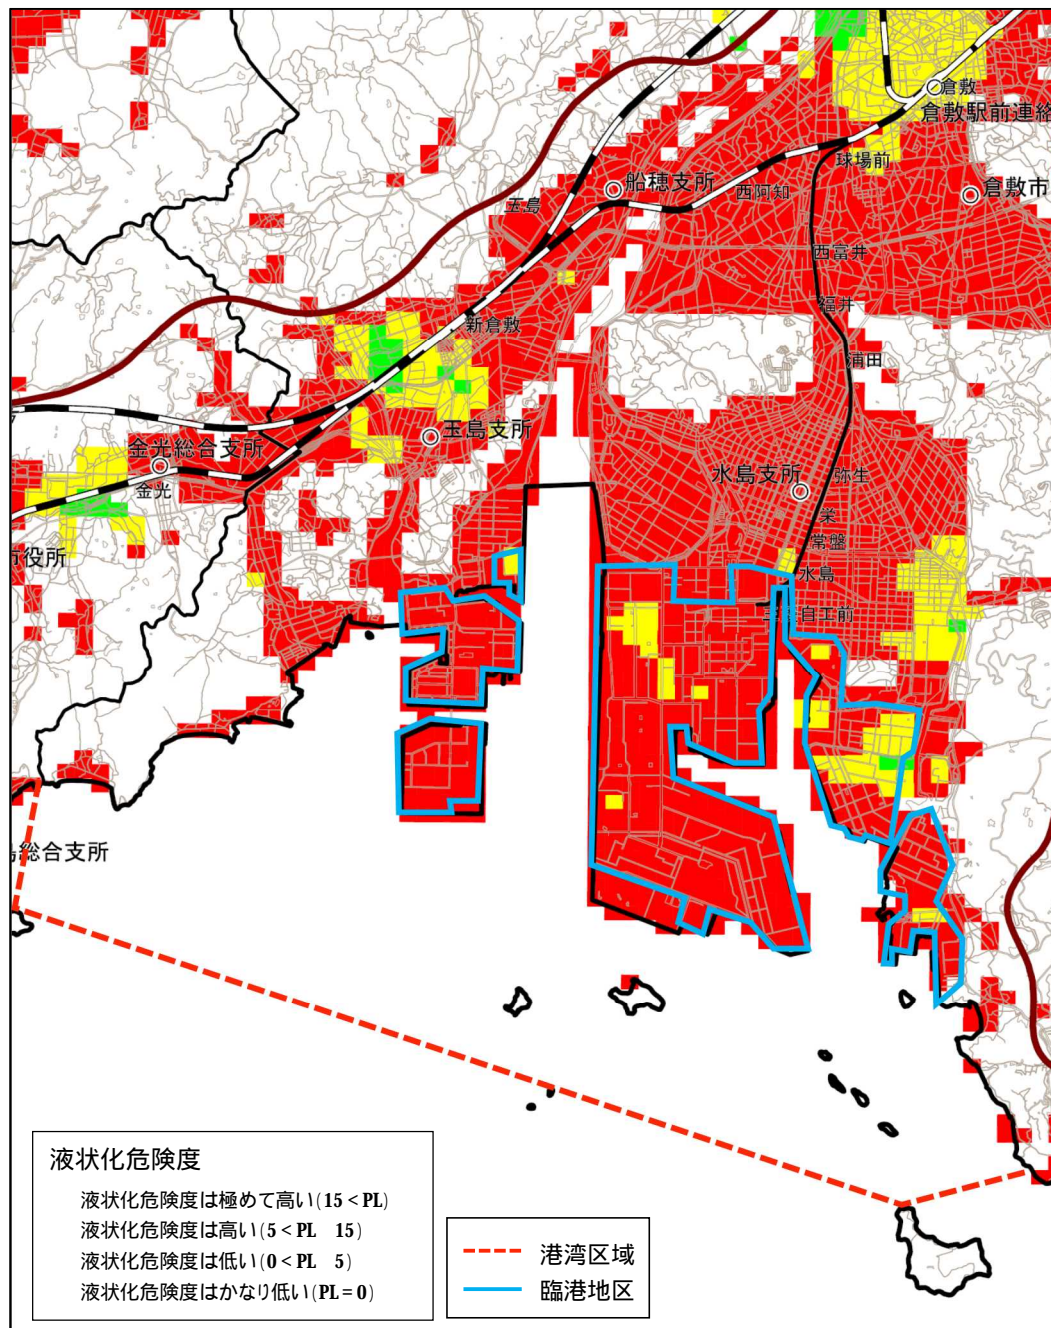 倉敷
倉敷駅前連絡
球場前
船穂支所
西阿知
倉敷市
玉島
西富井
福井
新倉敷
浦田
玉島支所
金光総合支所
水島支所
弥生
金光
栄
常盤
市役所
水島
自工前
総合支所
液状化危険度
液状化危険度は極めて高い(15 < PL)
液状化危険度は高い(5 < PL 15)
液状化危険度は低い(0 < PL 5)
液状化危険度はかなり低い(PL = 0)
港湾区域
臨港地区